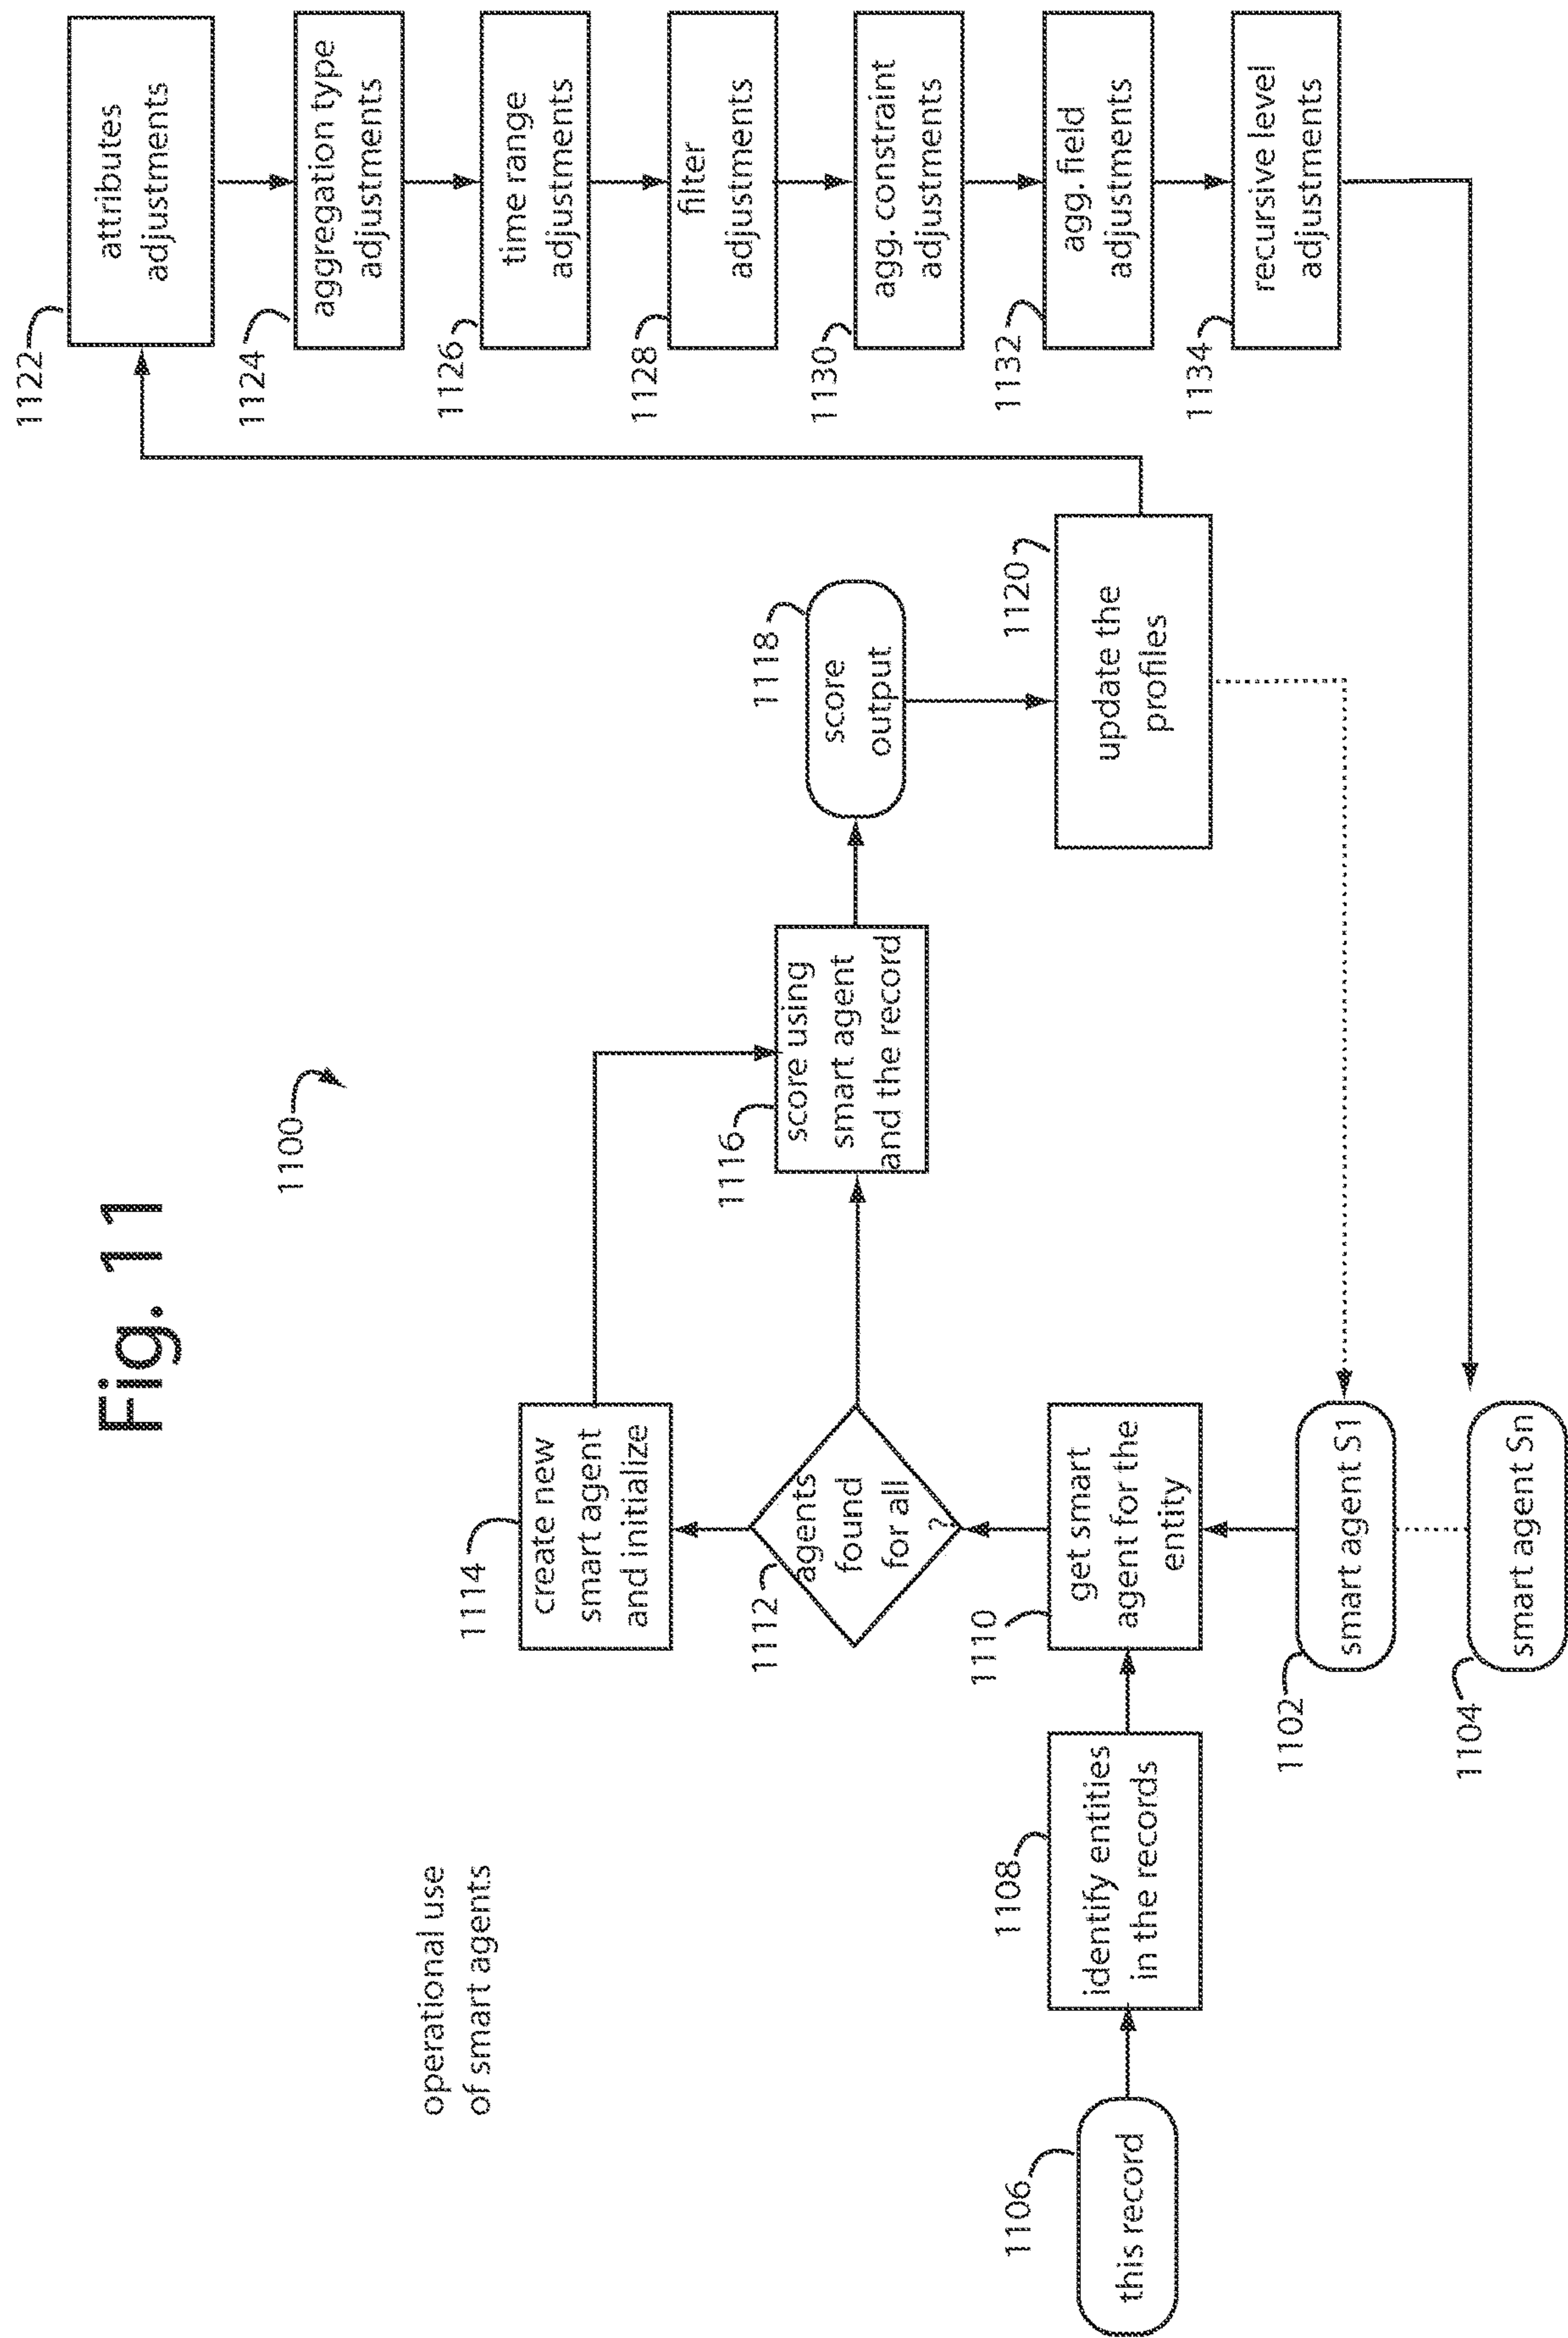 Fig. 11
1100
operational use
of smart agents
1106
this record
1108
identify entities
in the records
1110
get smart
agent for the
entity
1102
smart agent S1
1104
smart agent Sn
1112
agents
found
for all
?
1114
create new
smart agent
and initialize
1116
score using
smart agent
and the record
1118
score
output
1120
update the
profiles
1122
attributes
adjustments
1124
aggregation type
adjustments
1126
time range
adjustments
1128
filter
adjustments
1130
agg. constraint
adjustments
1132
agg. field
adjustments
1134
recursive level
adjustments